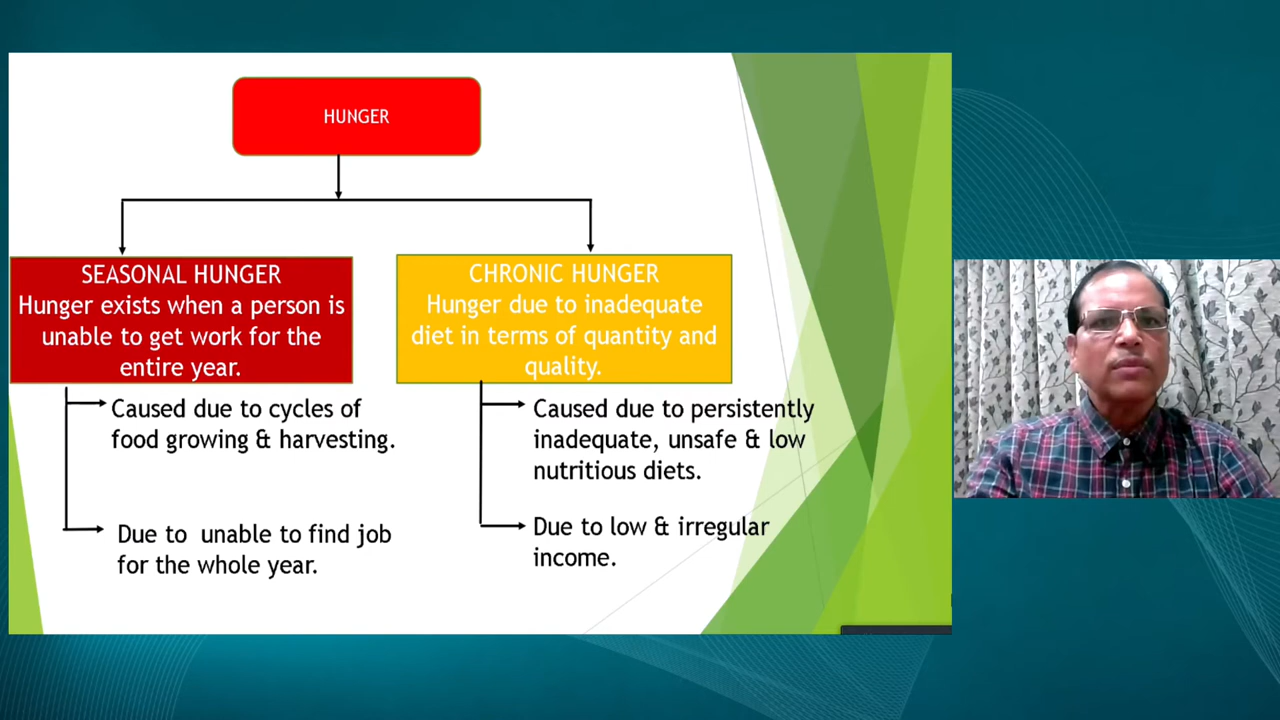 HUNGER
SEASONAL HUNGER
Hunger exists when a person is
unable to get work for the
entire year.
Caused due to cycles of
food growing & harvesting.
Due to  unable to find job
for the whole year.
CHRONIC HUNGER
Hunger due to inadequate
diet in terms of quantity and
quality.
Caused due to persistently
inadequate, unsafe & low
nutritious diets.
Due to low & irregular
income.